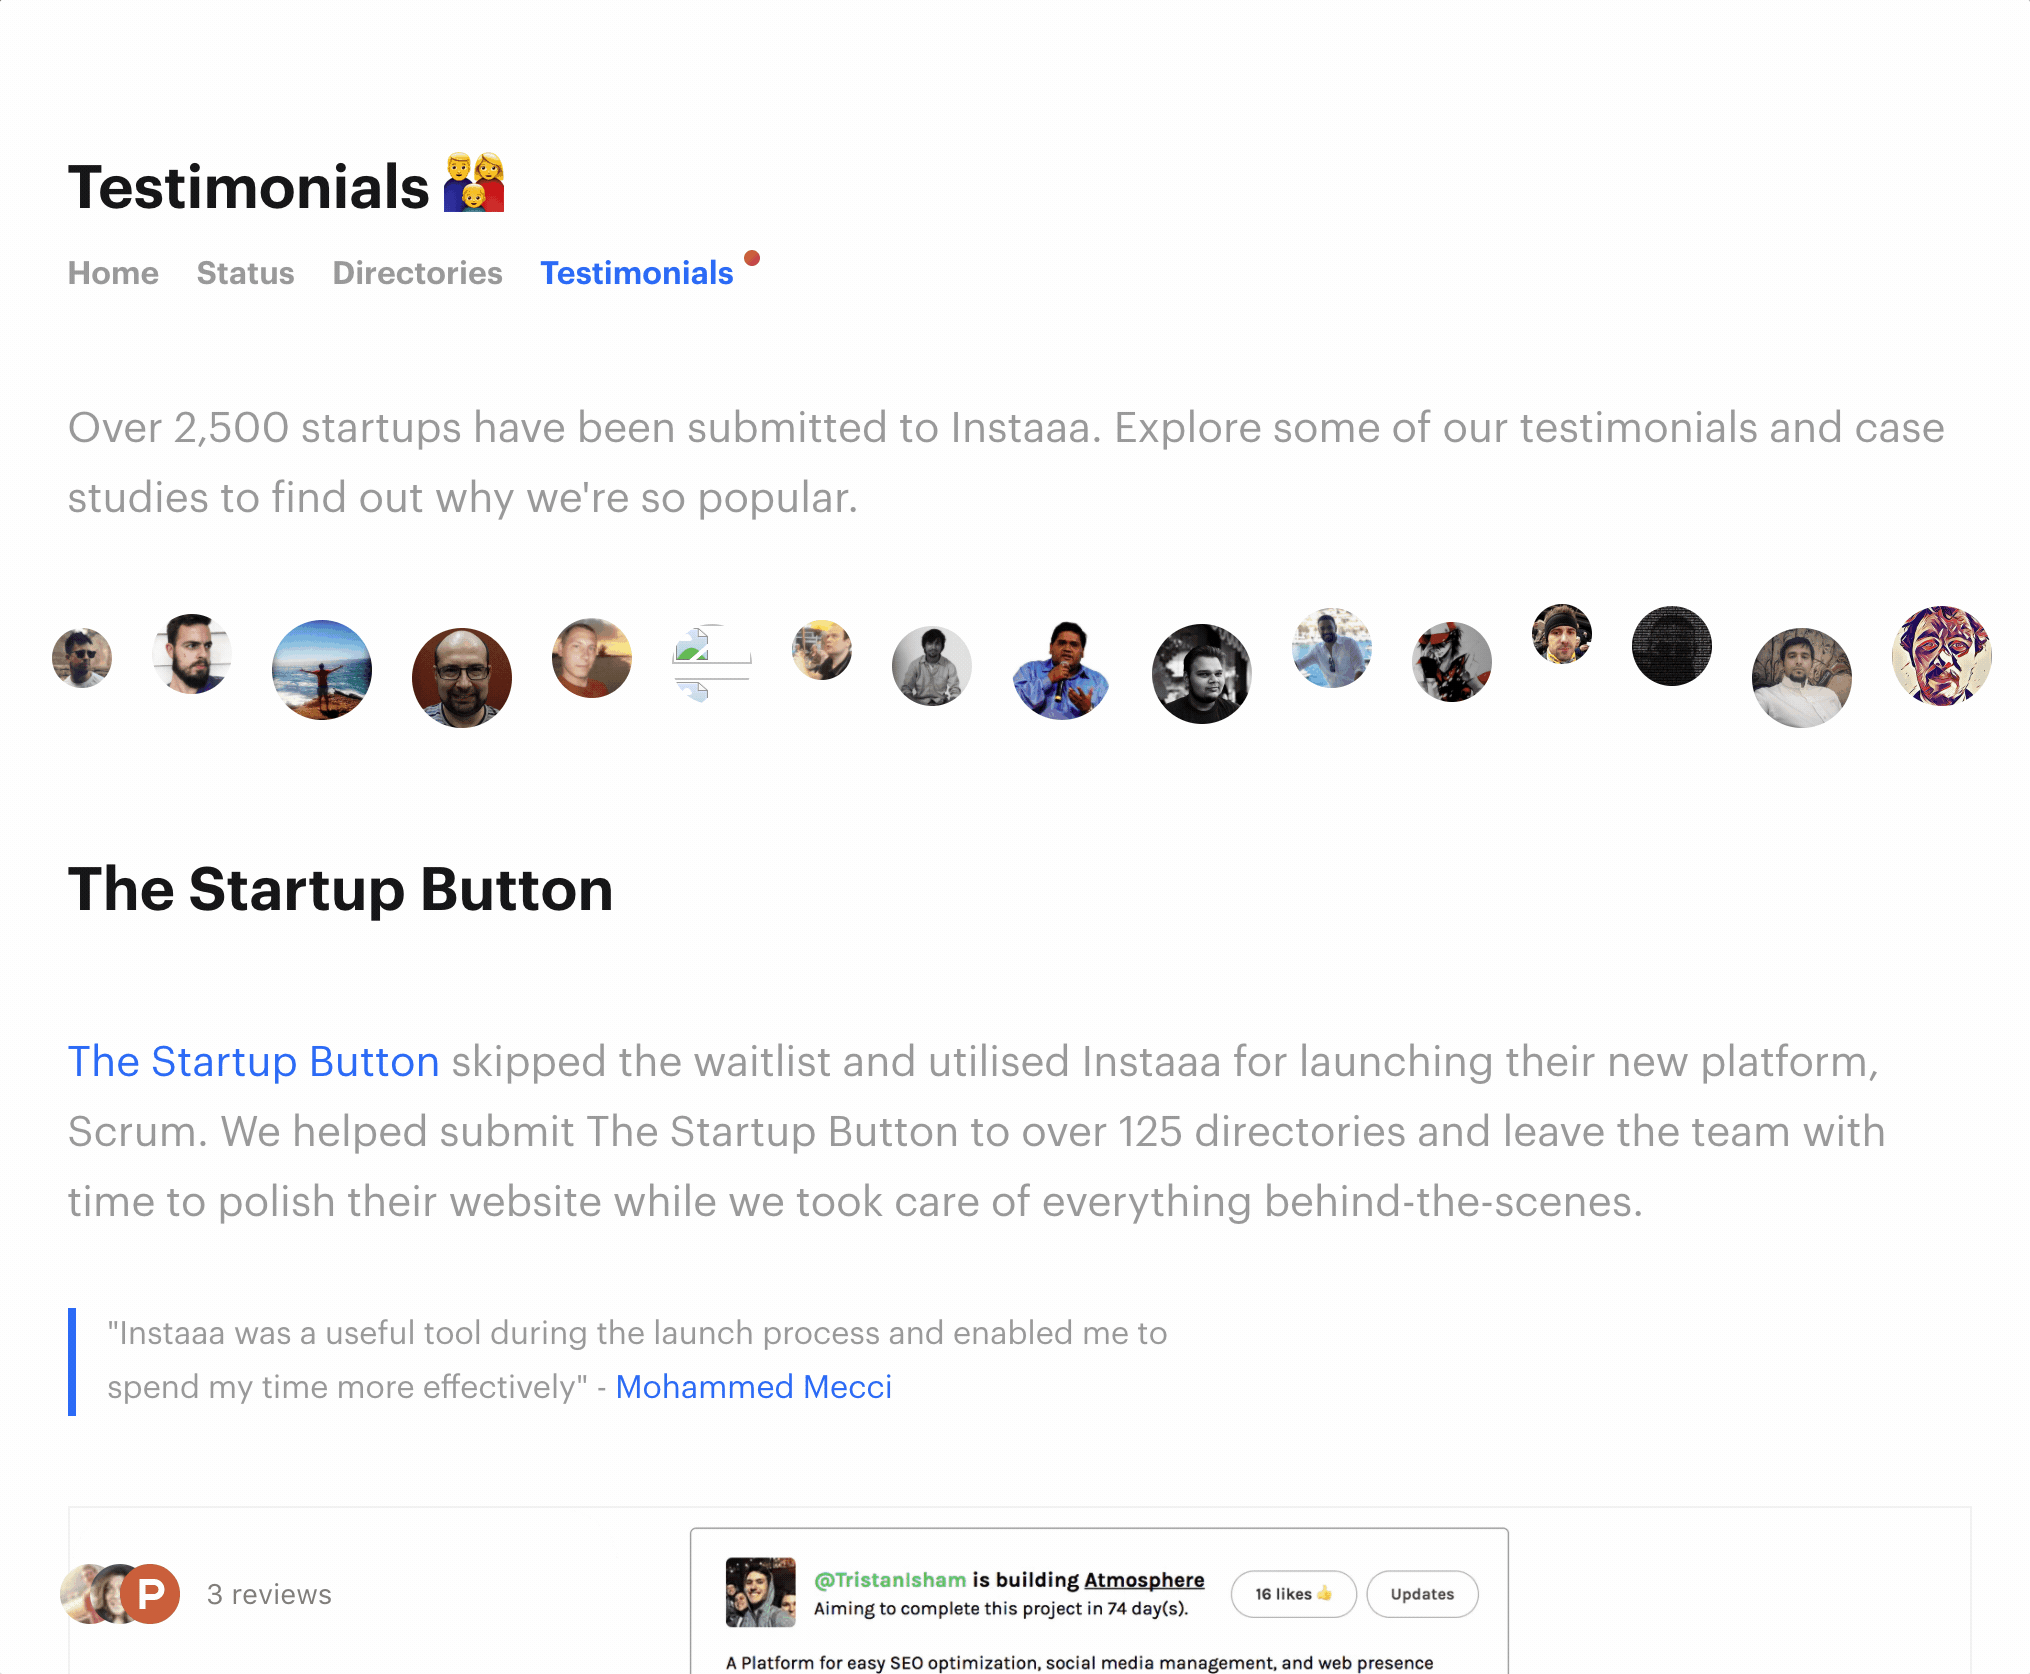 Testimonials
Home Status Directories Testimonials
Over 2,500 startups have been submitted to Instaaa. Explore some of our testimonials and case
studies to find out why we're so popular.
The Startup Button
The Startup Button skipped the waitlist and utilised Instaaa for launching their new platform,
Scrum. We helped submit The Startup Button to over 125 directories and leave the team with
time to polish their website while we took care of everything behind-the-scenes.
"Instaaa was a useful tool during the launch process and enabled me to
spend my time more effectively" - Mohammed Mecci
P 3 reviews
@TristanIsham is building Atmosphere
Aiming to complete this project in 74 day(s).
16 likes 👍 Updates
A Platform for easy SEO optimization, social media management, and web presence